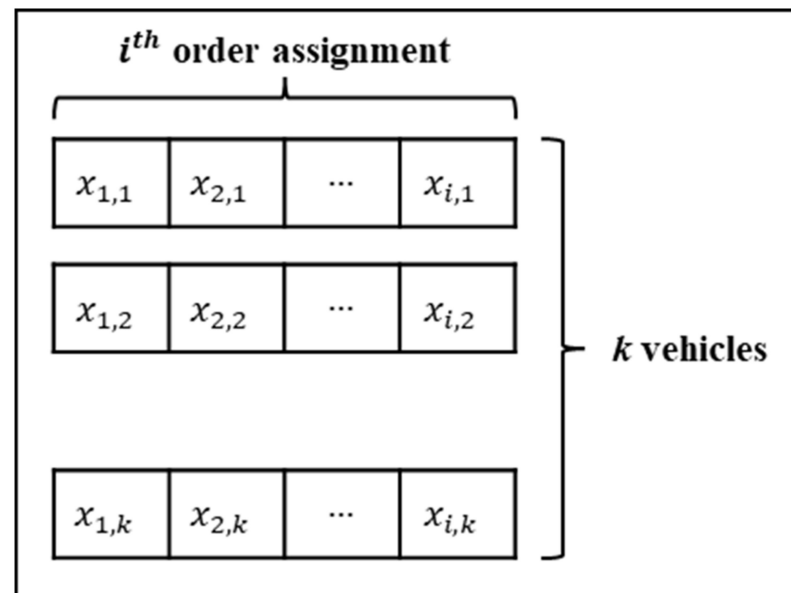 i^{th} order assignment
x_{1,1} x_{2,1} ... x_{i,1}
x_{1,2} x_{2,2} ... x_{i,2}
k vehicles
x_{1,k} x_{2,k} ... x_{i,k}